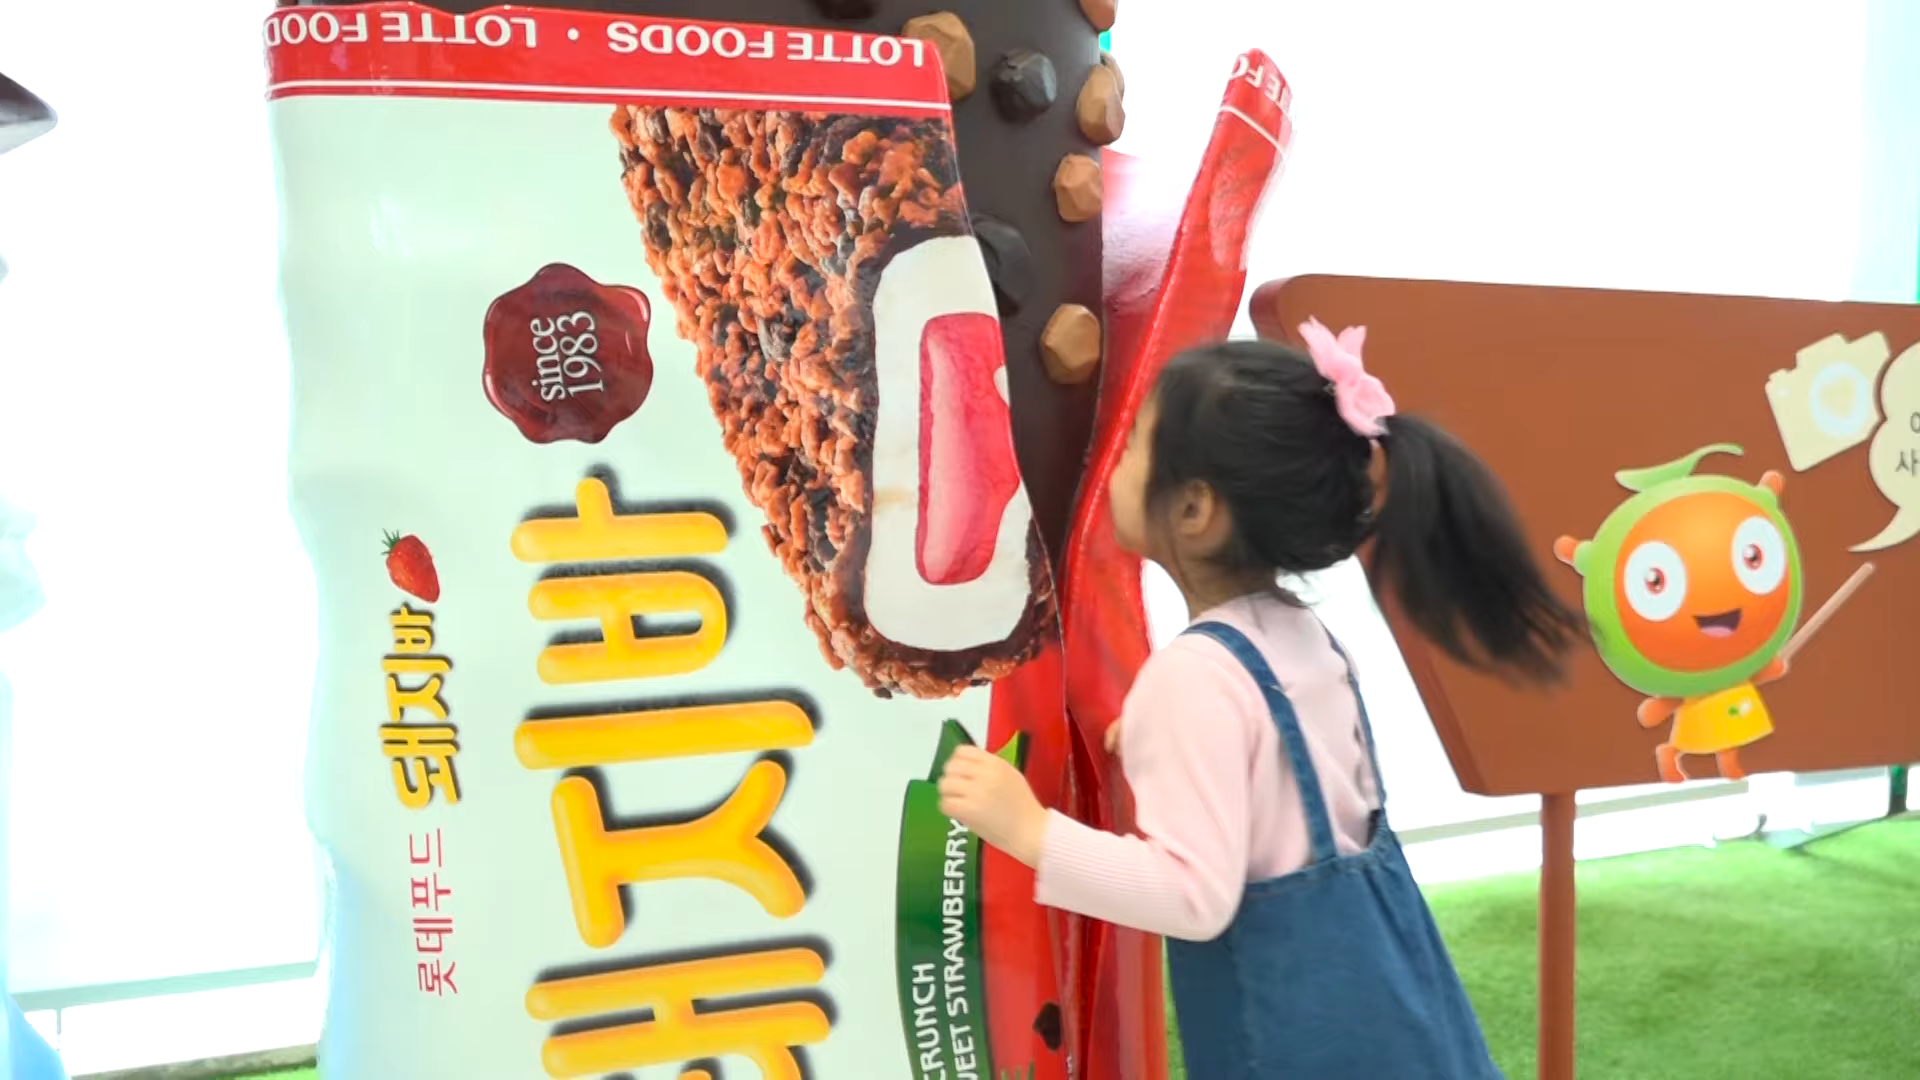 LOTTE FOODS • LOTTE FOODS
since
1983
돼지바
롯데푸드 돼지바
CRUNCH
SWEET STRAWBERRY